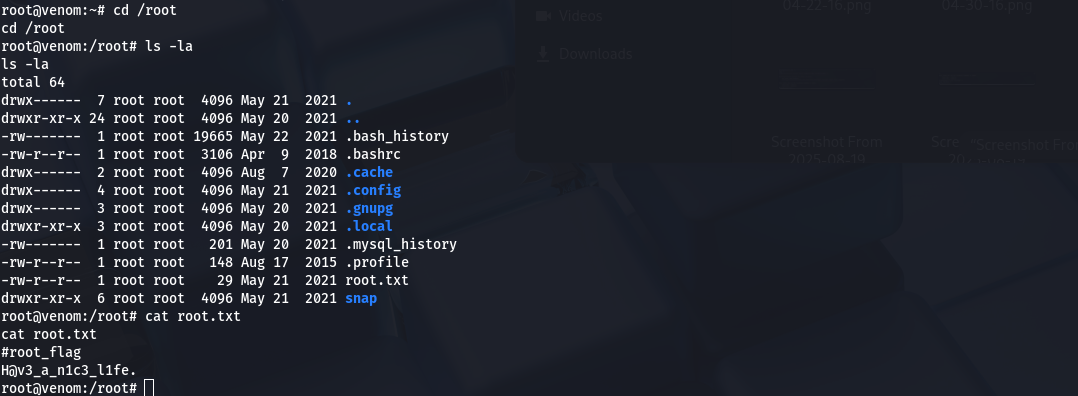 root@venom:~# cd /root
cd /root
root@venom:/root# ls -la
ls -la
total 64
drwx------  7 root root  4096 May 21  2021 .
drwxr-xr-x 24 root root  4096 May 20  2021 ..
-rw-------  1 root root 19665 May 22  2021 .bash_history
-rw-r--r--  1 root root  3106 Apr  9  2018 .bashrc
drwx------  2 root root  4096 Aug  7  2020 .cache
drwx------  4 root root  4096 May 21  2021 .config
drwx------  3 root root  4096 May 20  2021 .gnupg
drwxr-xr-x  3 root root  4096 May 20  2021 .local
-rw-------  1 root root   201 May 20  2021 .mysql_history
-rw-r--r--  1 root root   148 Aug 17  2015 .profile
-rw-r--r--  1 root root    29 May 21  2021 root.txt
drwxr-xr-x  6 root root  4096 May 21  2021 snap
root@venom:/root# cat root.txt
cat root.txt
#root_flag
H@v3_a_n1c3_l1fe.
root@venom:/root#
04-22-16.png
04-30-10.png
Videos
Downloads
Screenshot From
"Screenshot From
2025-08-19